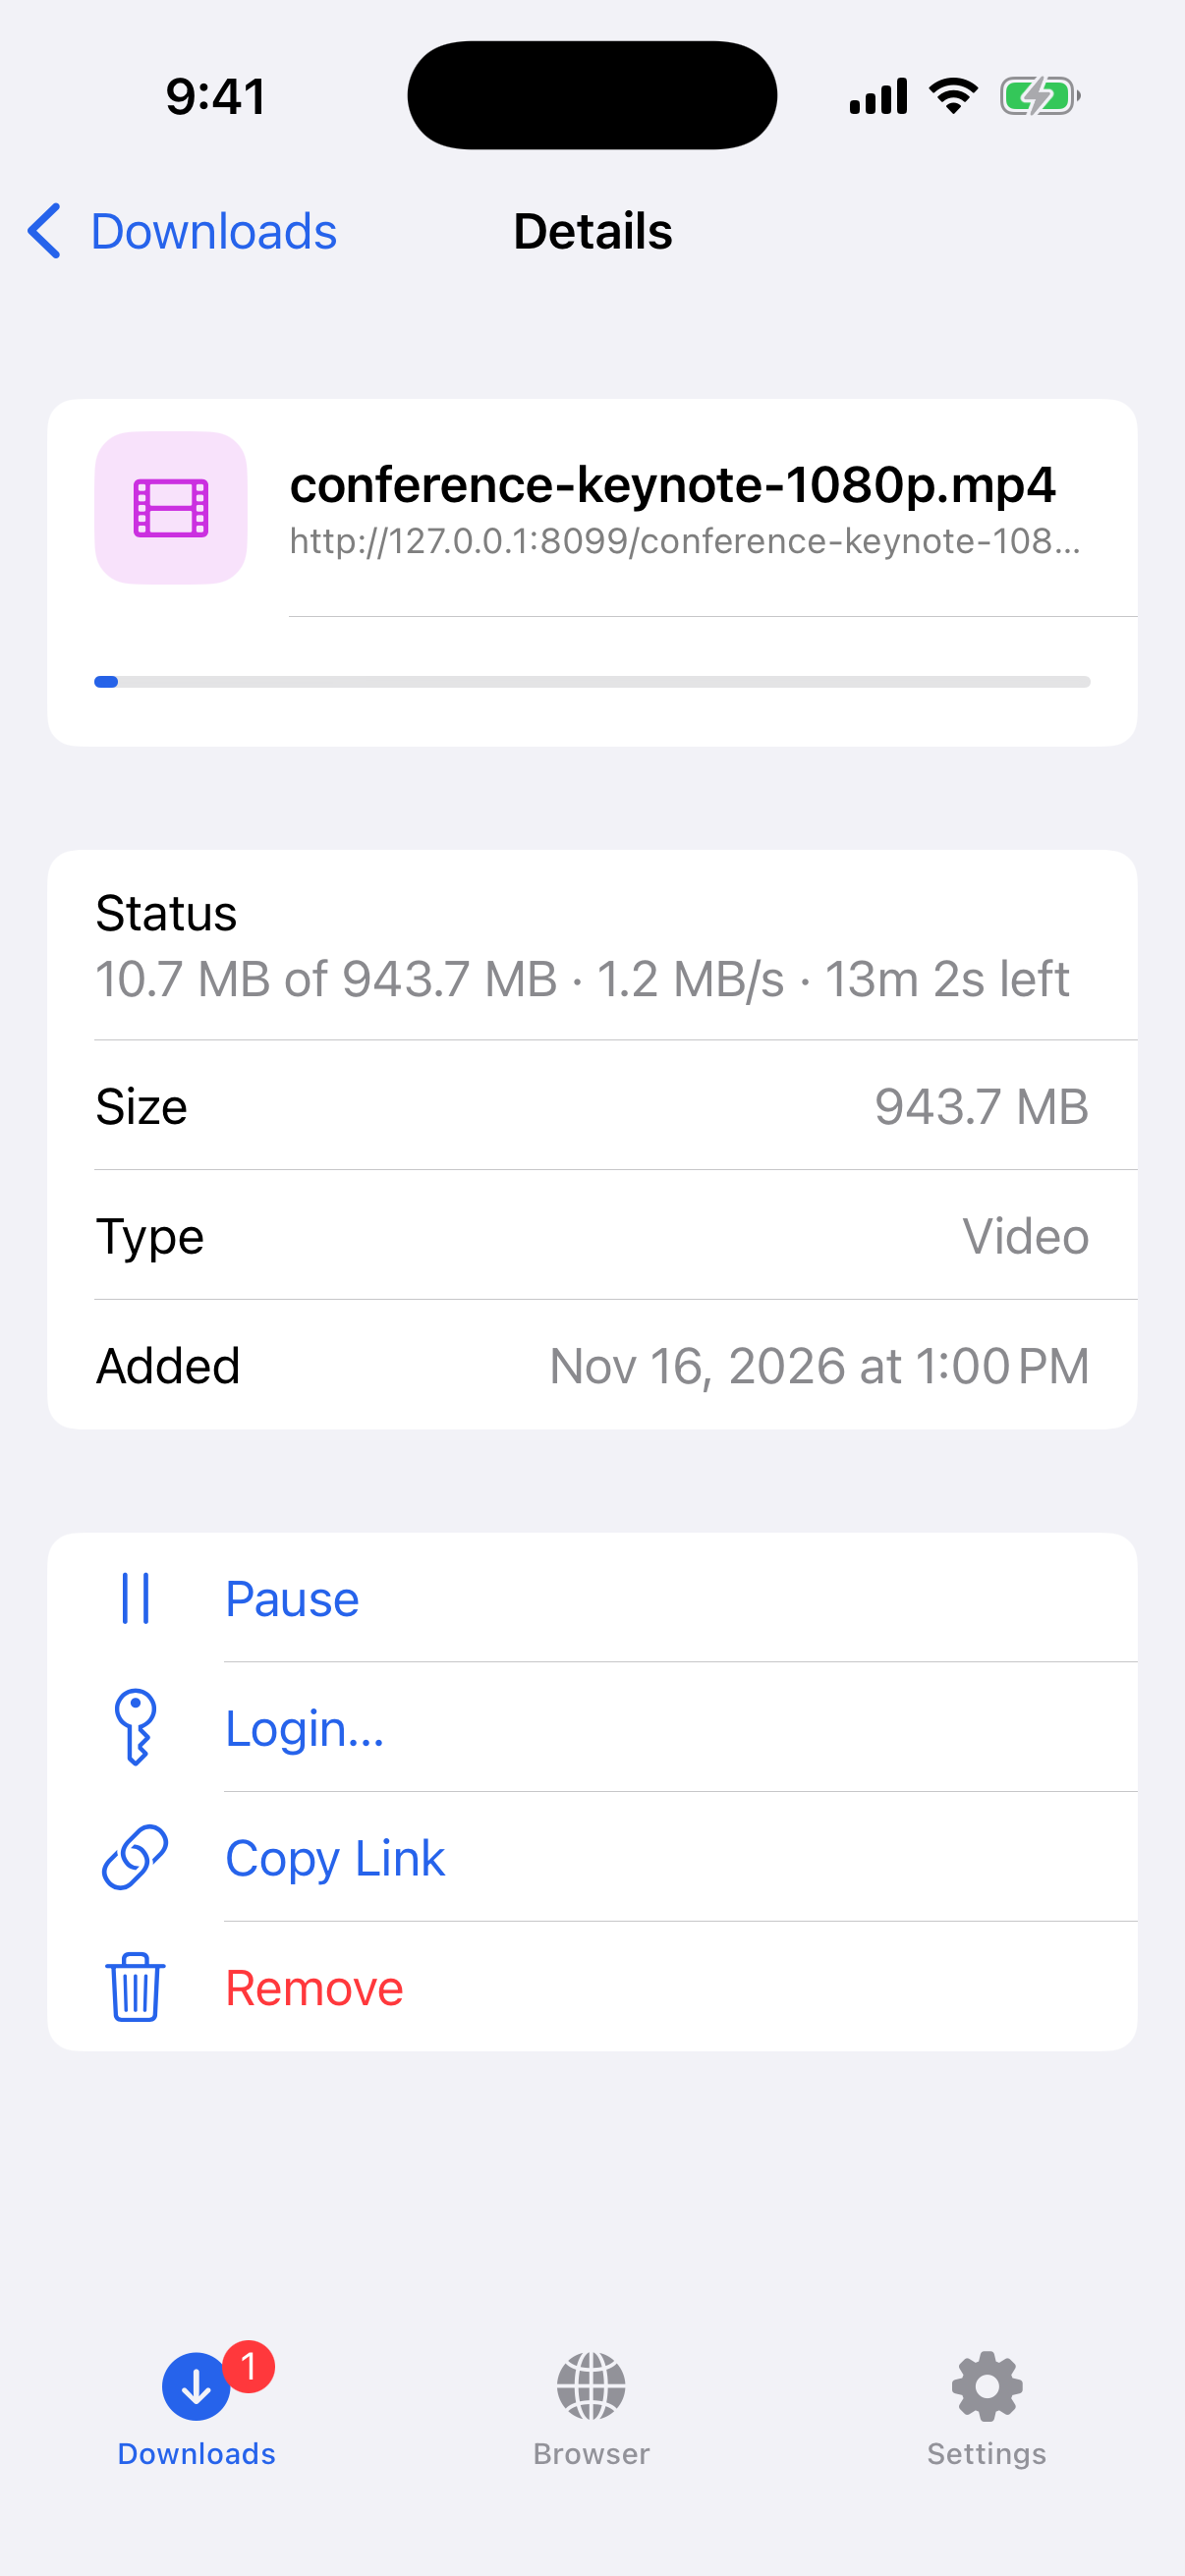 9:41
Downloads
Details
conference-keynote-1080p.mp4
http://127.0.0.1:8099/conference-keynote-108...
Status
10.7 MB of 943.7 MB · 1.2 MB/s · 13m 2s left
Size
943.7 MB
Type
Video
Added
Nov 16, 2026 at 1:00 PM
Pause
Login...
Copy Link
Remove
1
Downloads
Browser
Settings